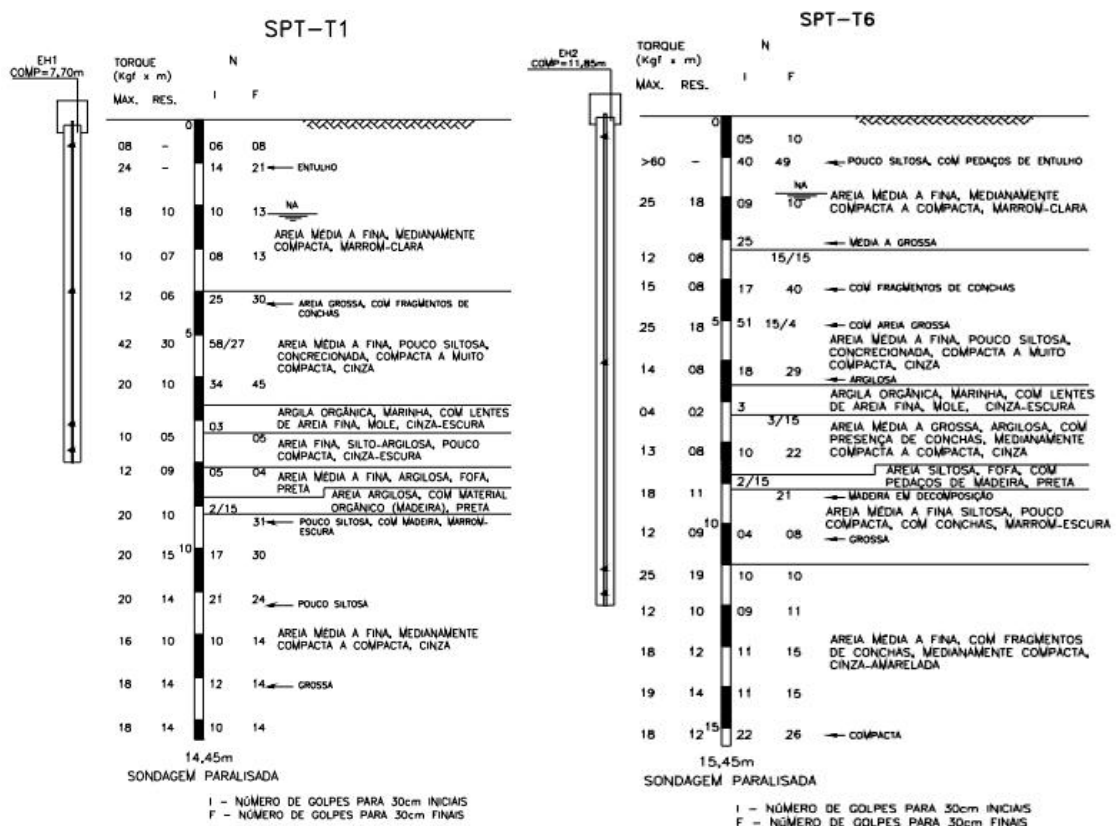 SPT-T1
EH1
COMP=7,70m
TORQUE
(Kgf x m)
N
MAX. RES. I F
0
08 - 06 08
24 - 14 21 ENTULHO
NA
18 10 10 13
AREIA MÉDIA A FINA, MEDIANAMENTE
COMPACTA, MARROM-CLARA
10 07 08 13
12 06 25 30 AREIA GROSSA, COM FRAGMENTOS DE
CONCHAS
5
42 30 58/27 AREIA MÉDIA A FINA, POUCO SILTOSA,
CONCRECIONADA, COMPACTA A MUITO
COMPACTA, CINZA
20 10 34 45
ARGILA ORGÂNICA, MARINHA, COM LENTES
DE AREIA FINA, MOLE, CINZA-ESCURA
03
10 05 05 AREIA FINA, SILTO-ARGILOSA, POUCO
COMPACTA, CINZA-ESCURA
12 09 05 04 AREIA MÉDIA A FINA, ARGILOSA, FOFA,
PRETA
AREIA ARGILOSA, COM MATERIAL
ORGÂNICO (MADEIRA), PRETA
2/15
20 10 31 POUCO SILTOSA, COM MADEIRA, MARROM-
ESCURA
20 15 10 17 30
20 14 21 24 POUCO SILTOSA
16 10 10 14 AREIA MÉDIA A FINA, MEDIANAMENTE
COMPACTA A COMPACTA, CINZA
18 14 12 14 GROSSA
18 14 10 14
14,45m
SONDAGEM PARALISADA
I - NÚMERO DE GOLPES PARA 30cm INICIAIS
F - NÚMERO DE GOLPES PARA 30cm FINAIS
SPT-T6
EH2
COMP=11,85m
TORQUE
(Kgf x m)
N
MAX. RES. I F
0
05 10
>60 - 40 49 POUCO SILTOSA, COM PEDAÇOS DE ENTULHO
NA
25 18 09 10 AREIA MÉDIA A FINA, MEDIANAMENTE
COMPACTA A COMPACTA, MARROM-CLARA
25 MÉDIA A GROSSA
12 08 15/15
15 08 17 40 COM FRAGMENTOS DE CONCHAS
25 18 5 51 15/4 COM AREIA GROSSA
AREIA MÉDIA A FINA, POUCO SILTOSA,
CONCRECIONADA, COMPACTA A MUITO
COMPACTA, CINZA
14 08 18 29
ARGILOSA
ARGILA ORGÂNICA, MARINHA, COM LENTES
DE AREIA FINA, MOLE, CINZA-ESCURA
04 02 3 3/15
AREIA MÉDIA A GROSSA, ARGILOSA, COM
PRESENÇA DE CONCHAS, MEDIANAMENTE
COMPACTA A COMPACTA, CINZA
13 08 10 22
AREIA SILTOSA, FOFA, COM
PEDAÇOS DE MADEIRA, PRETA
2/15
18 11 21 MADEIRA EM DECOMPOSIÇÃO
AREIA MÉDIA A FINA SILTOSA, POUCO
COMPACTA, COM CONCHAS, MARROM-ESCURA
12 09 10 04 08 GROSSA
25 19 10 10
12 10 09 11
18 12 11 15 AREIA MÉDIA A FINA, COM FRAGMENTOS
DE CONCHAS, MEDIANAMENTE COMPACTA,
CINZA-AMARELADA
19 14 11 15
18 12 15 22 26 COMPACTA
15,45m
SONDAGEM PARALISADA
I - NÚMERO DE GOLPES PARA 30cm INICIAIS
F - NÚMERO DE GOLPES PARA 30cm FINAIS